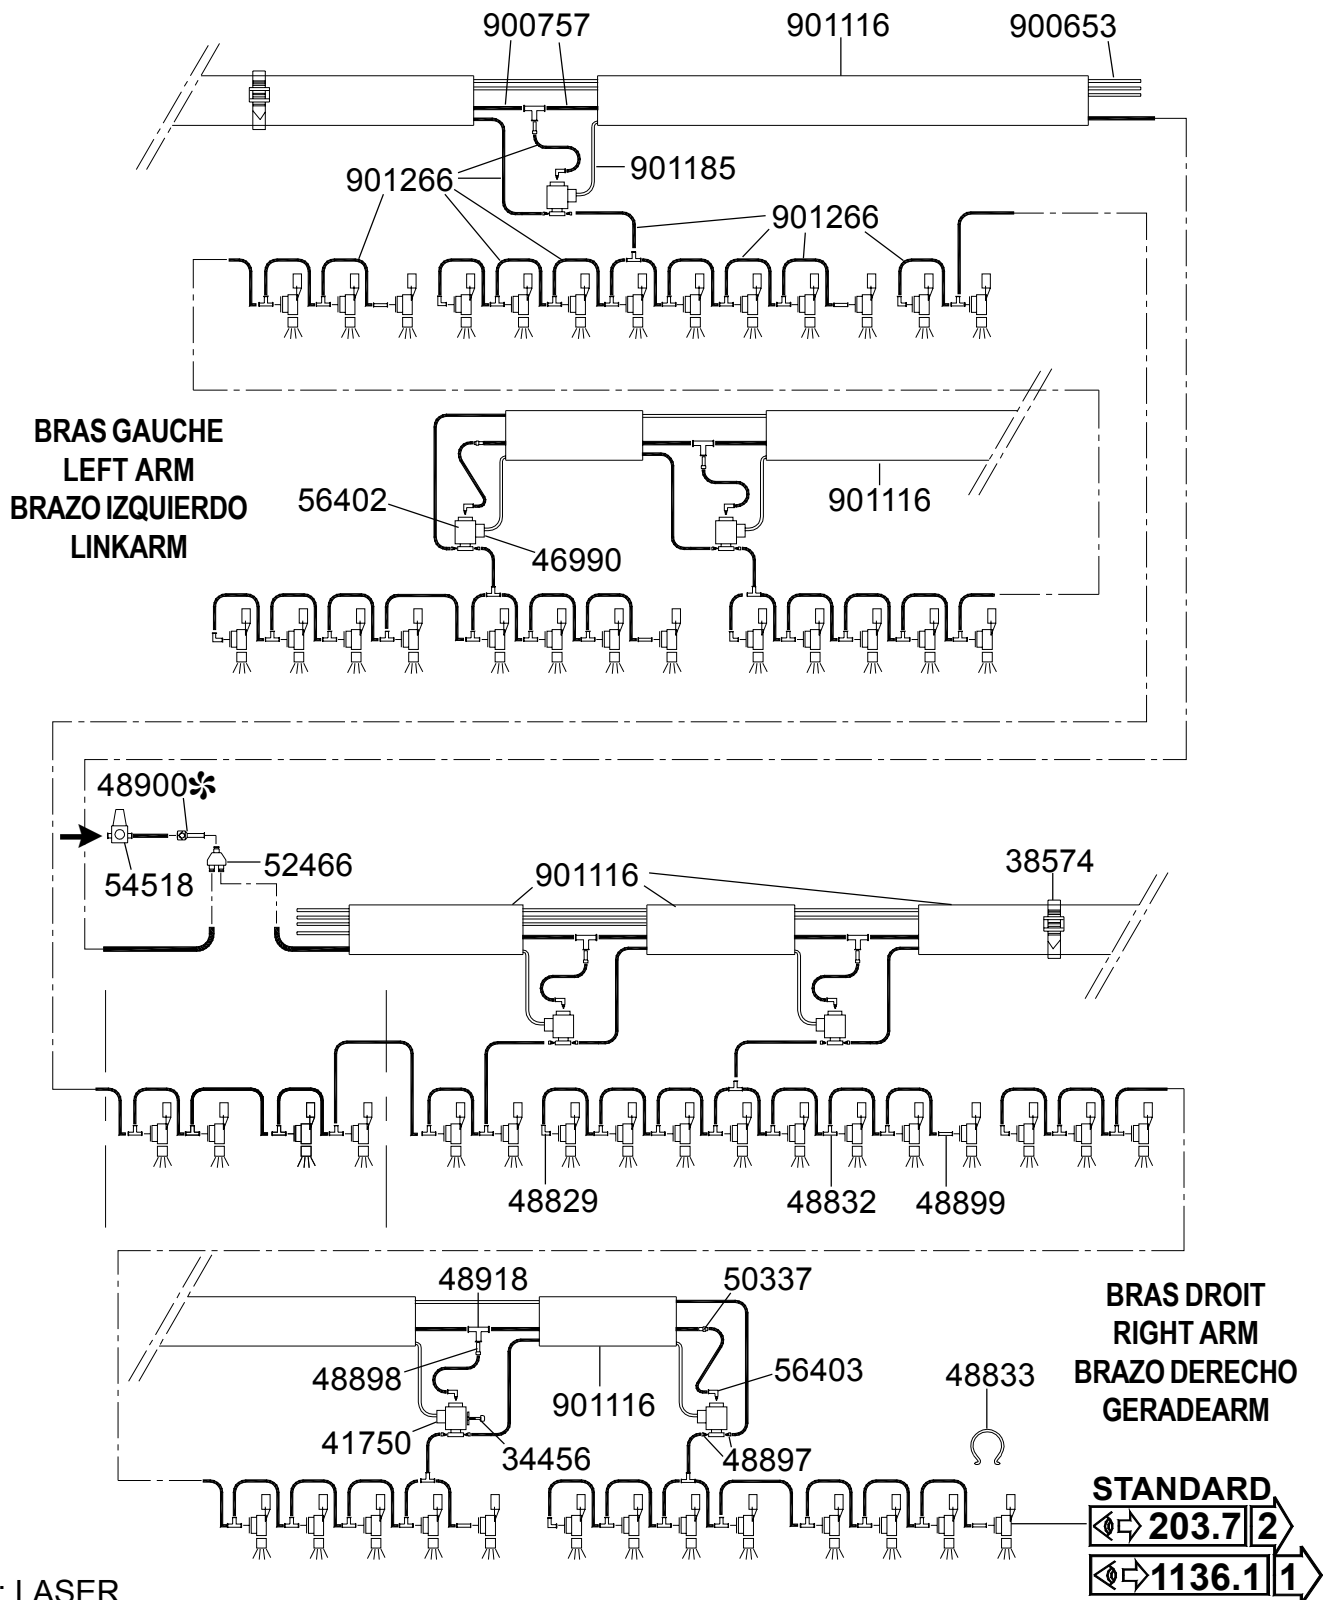 900757 901116 900653
901185
901266
901266
BRAS GAUCHE
LEFT ARM
BRAZO IZQUIERDO
LINKARM
56402
901116
46990
48900
54518
52466
901116
38574
48829
48832
48899
48918
50337
BRAS DROIT
RIGHT ARM
BRAZO DERECHO
GERADEARM
48898
901116
56403
48833
41750
34456
48897
STANDARD
203.7 2
1136.1 1
LASER